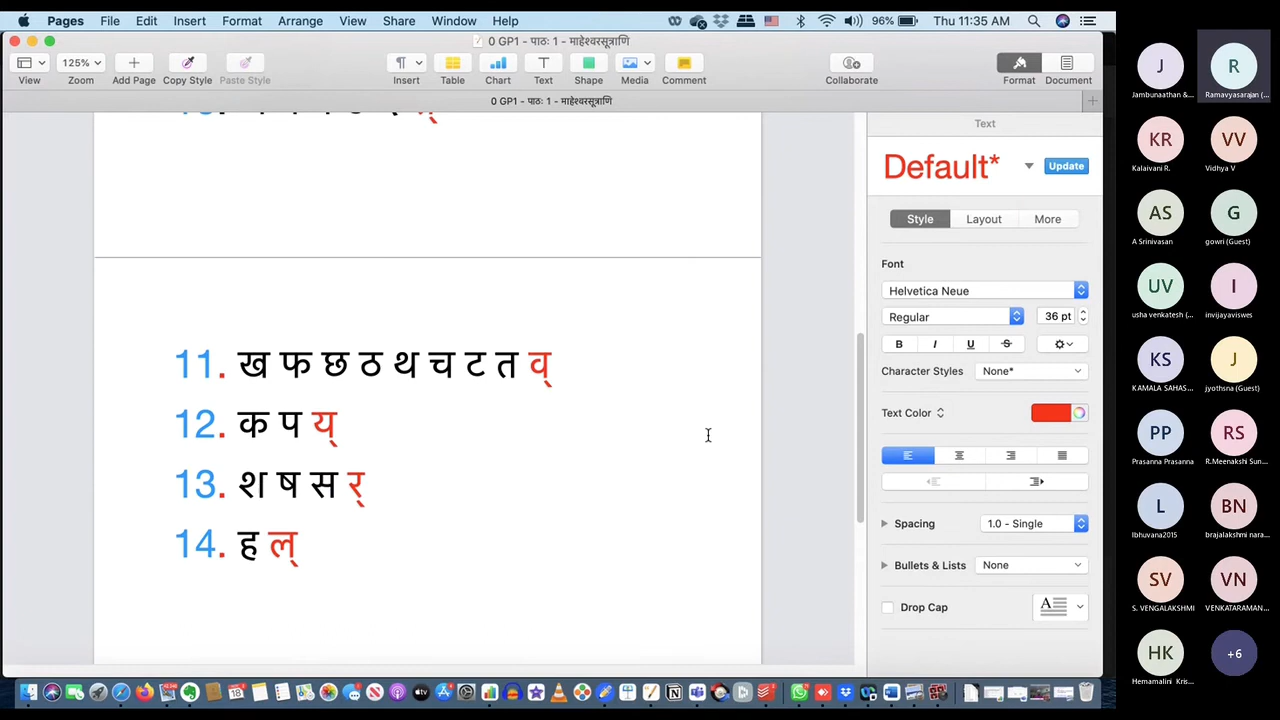 Pages File Edit Insert Format Arrange View Share Window Help 96% Thu 11:35 AM
0 GP1 - पाठः 1 - माहेश्वरसूत्राणि
125%
View Zoom Add Page Copy Style Paste Style Insert Table Chart Text Shape Media Comment Collaborate Format Document
0 GP1 - पाठः 1 - माहेश्वरसूत्राणि
11. ख फ छ ठ थ च ट त व्
12. क प य्
13. श ष स र्
14. ह ल्
Text
Default*
Update
Style Layout More
Font
Helvetica Neue
Regular 36 pt
B I U S
Character Styles None*
Text Color
Spacing 1.0 - Single
Bullets & Lists None
Drop Cap
J R
Jambunaathan &... Ramavyasarajan (...
KR VV
Kalaivani R. Vidhya V
AS G
A Srinivasan gowri (Guest)
UV I
usha venkatesh (... invijayaviswes
KS J
KAMALA SAHAS... jyothsna (Guest)
PP RS
Prasanna Prasanna R.Meenakshi Sun...
L BN
lbhuvana2015 brajalakshmi nara...
SV VN
S. VENGALAKSHMI VENKATARAMAN...
HK +6
Hemamalini Kris...